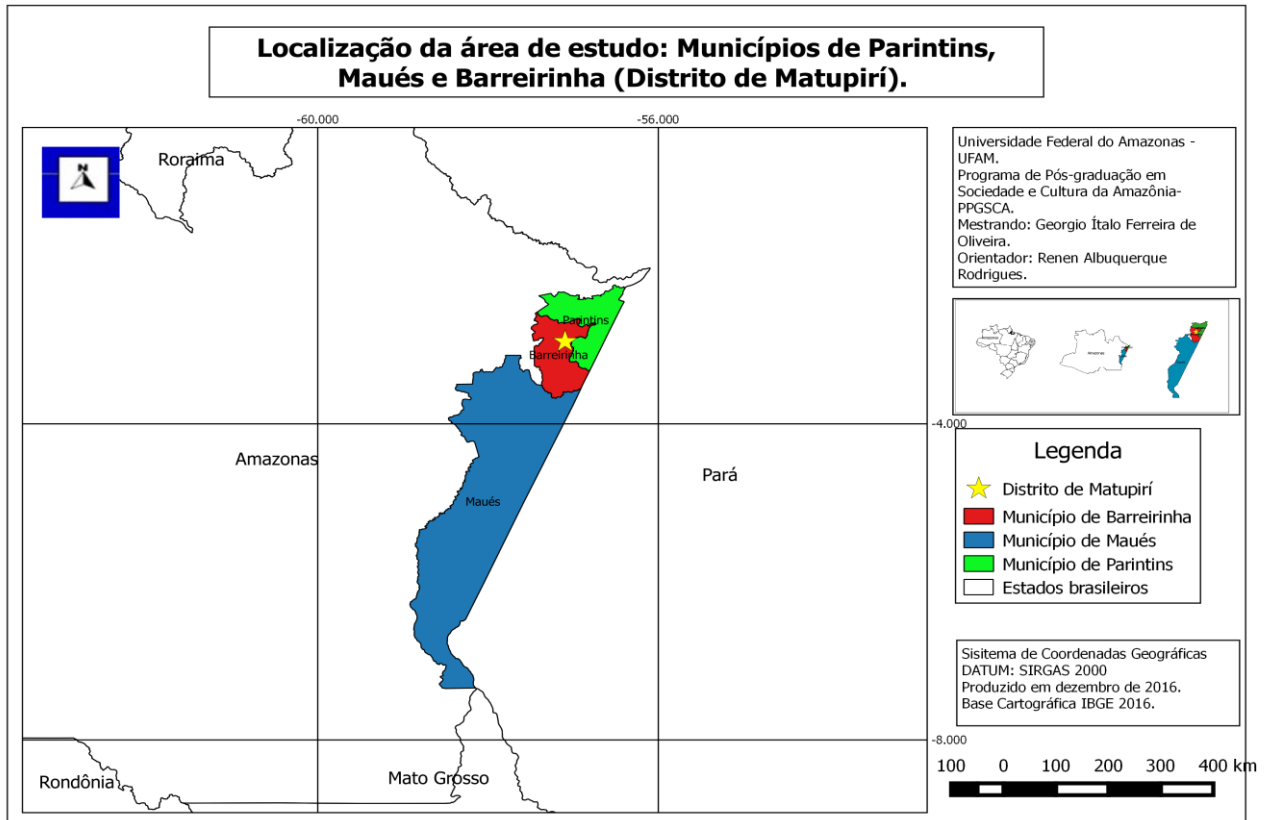 Localização da área de estudo: Municípios de Parintins,
Maués e Barreirinha (Distrito de Matupirí).
-60.000
-56.000
Roraima
N
Parintins
Barreirinha
-4.000
Amazonas
Pará
Maués
-8.000
Rondônia
Mato Grosso
Universidade Federal do Amazonas -
UFAM.
Programa de Pós-graduação em
Sociedade e Cultura da Amazônia-
PPGSCA.
Mestrando: Georgio Ítalo Ferreira de
Oliveira.
Orientador: Renen Albuquerque
Rodrigues.
Amazonas
Legenda
Distrito de Matupirí
Município de Barreirinha
Município de Maués
Município de Parintins
Estados brasileiros
Sisitema de Coordenadas Geográficas
DATUM: SIRGAS 2000
Produzido em dezembro de 2016.
Base Cartográfica IBGE 2016.
100 0 100 200 300 400 km